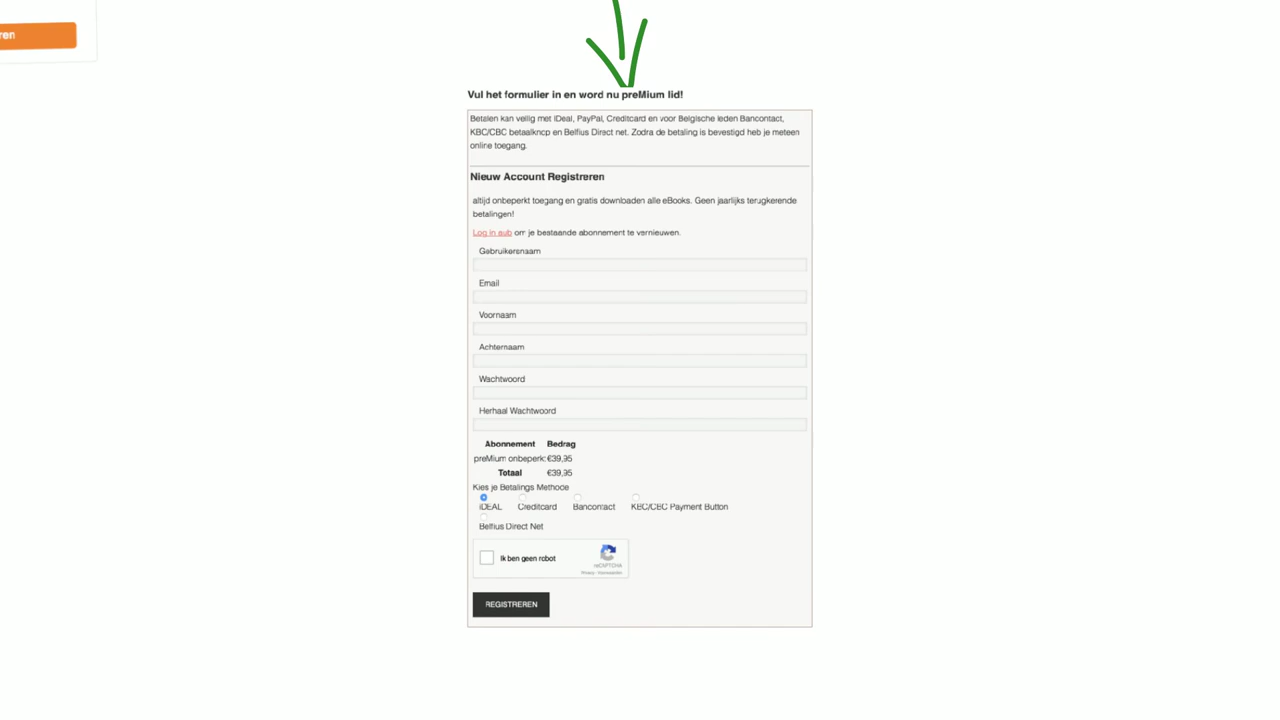 ren
Vul het formulier in en word nu preMium lid!
Betalen kan veilig met iDeal, PayPal, Creditcard en voor Belgische leden Bancontact,
KBC/CBC betaalknop en Belfius Direct net. Zodra de betaling is bevestigd heb je meteen
online toegang.
Nieuw Account Registreren
altijd onbeperkt toegang en gratis downloaden alle eBooks. Geen jaarlijks terugkerende
betalingen!
Log in aub om je bestaande abonnement te vernieuwen.
Gebruikersnaam
Email
Voornaam
Achternaam
Wachtwoord
Herhaal Wachtwoord
Abonnement Bedrag
preMium onbeperk: €39,95
Totaal €39,95
Kies je Betalings Methode
iDEAL Creditcard Bancontact KBC/CBC Payment Button
Belfius Direct Net
Ik ben geen robot
reCAPTCHA
Privacy - Voorwaarden
REGISTREREN